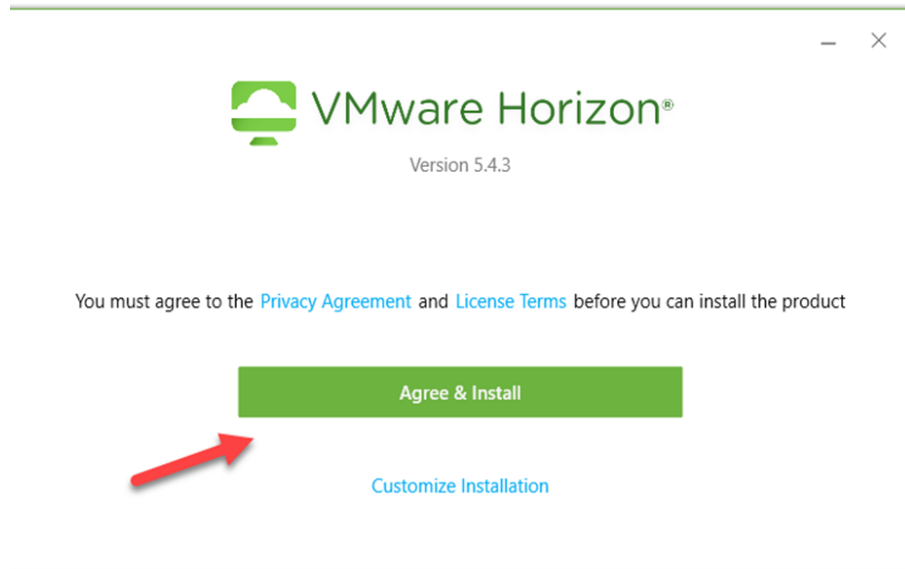 VMware Horizon®
Version 5.4.3
You must agree to the Privacy Agreement and License Terms before you can install the product
Agree & Install
Customize Installation